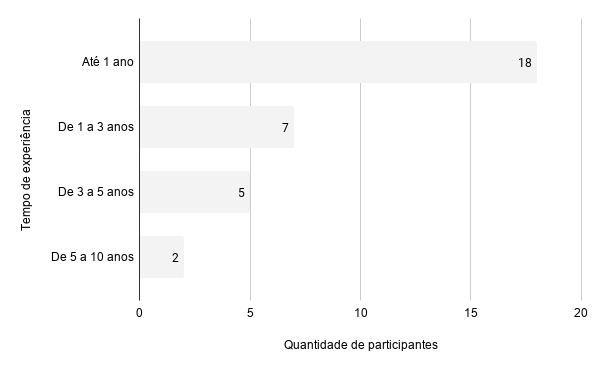 Tempo de experiência
Até 1 ano
18
De 1 a 3 anos
7
De 3 a 5 anos
5
De 5 a 10 anos
2
0
5
10
15
20
Quantidade de participantes